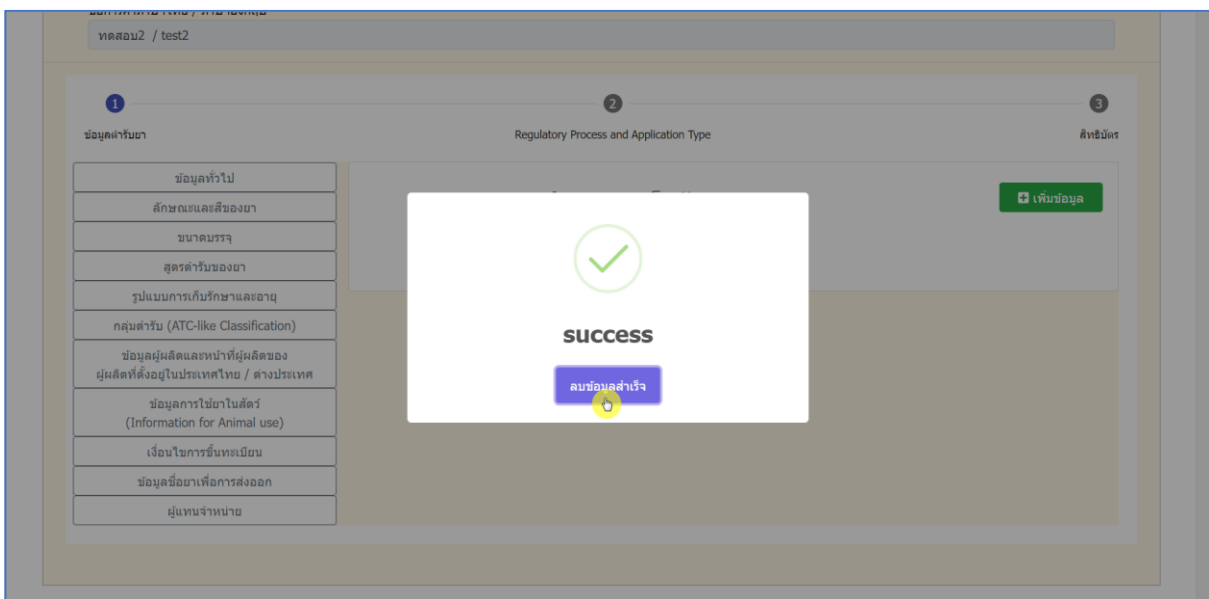 ทดสอบ2 / test2
1
2
3
ข้อมูลตำรับยา
Regulatory Process and Application Type
สิทธิบัตร
ข้อมูลทั่วไป
ลักษณะและสีของยา
ขนาดบรรจุ
สูตรตำรับของยา
รูปแบบการเก็บรักษาและอายุ
กลุ่มตำรับ (ATC-like Classification)
ข้อมูลผู้ผลิตและหน้าที่ผู้ผลิตของ
ผู้ผลิตที่ตั้งอยู่ในประเทศไทย / ต่างประเทศ
ข้อมูลการใช้ยาในสัตว์
(Information for Animal use)
เงื่อนไขการขึ้นทะเบียน
ข้อมูลชื่อยาเพื่อการส่งออก
ผู้แทนจำหน่าย
เพิ่มข้อมูล
success
ลบข้อมูลสำเร็จ